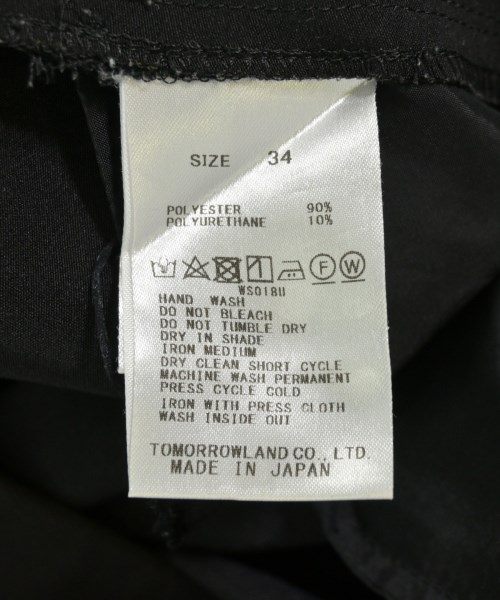 SIZE 34
POLYESTER 90%
POLYURETHANE 10%
F W
WS018U
HAND WASH
DO NOT BLEACH
DO NOT TUMBLE DRY
DRY IN SHADE
IRON MEDIUM
DRY CLEAN SHORT CYCLE
MACHINE WASH PERMANENT
PRESS CYCLE COLD
IRON WITH PRESS CLOTH
WASH INSIDE OUT
TOMORROWLAND CO., LTD.
MADE IN JAPAN